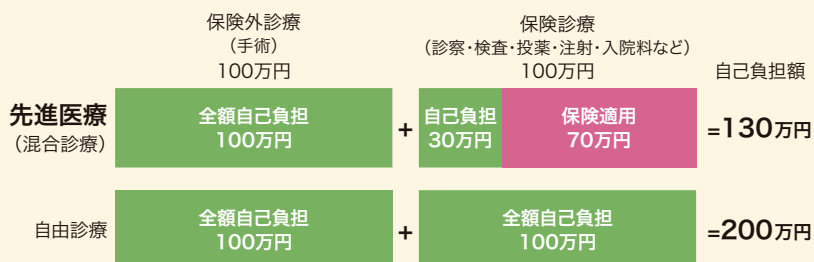 保険外診療
（手術）
100万円
保険診療
（診察・検査・投薬・注射・入院料など）
100万円
自己負担額
先進医療
（混合診療）
全額自己負担
100万円
+
自己負担
30万円
保険適用
70万円
=130万円
自由診療
全額自己負担
100万円
+
全額自己負担
100万円
=200万円